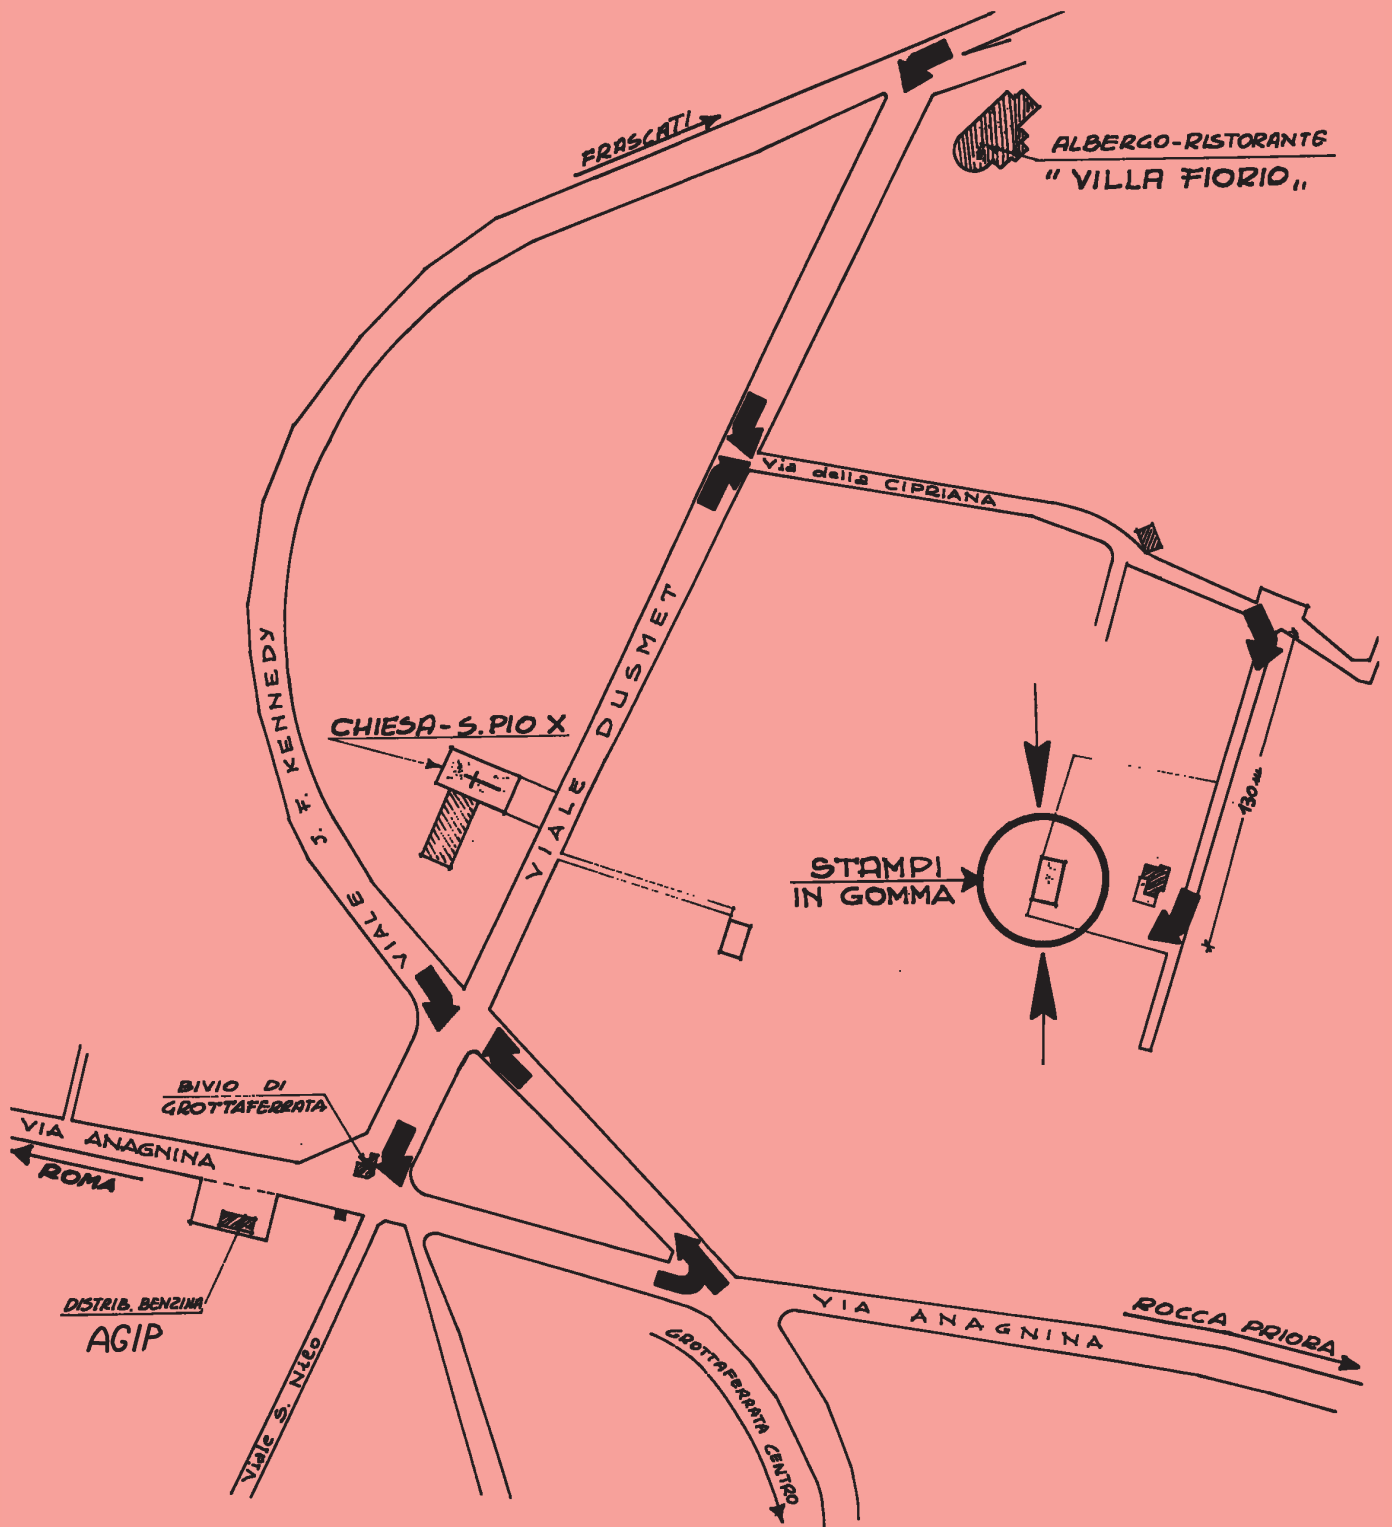 FRASCATI
ALBERGO-RISTORANTE
" VILLA FIORIO „
Via della CIPRIANA
VIALE DUSMET
VIALE J. F. KENNEDY
CHIESA-S.PIO X
130 m
STAMPI
IN GOMMA
BIVIO DI
GROTTAFERRATA
VIA ANAGNINA
ROMA
DISTRIB. BENZINA
AGIP
Viale S. Nilo
GROTTAFERRATA CENTRO
VIA ANAGNINA
ROCCA PRIORA